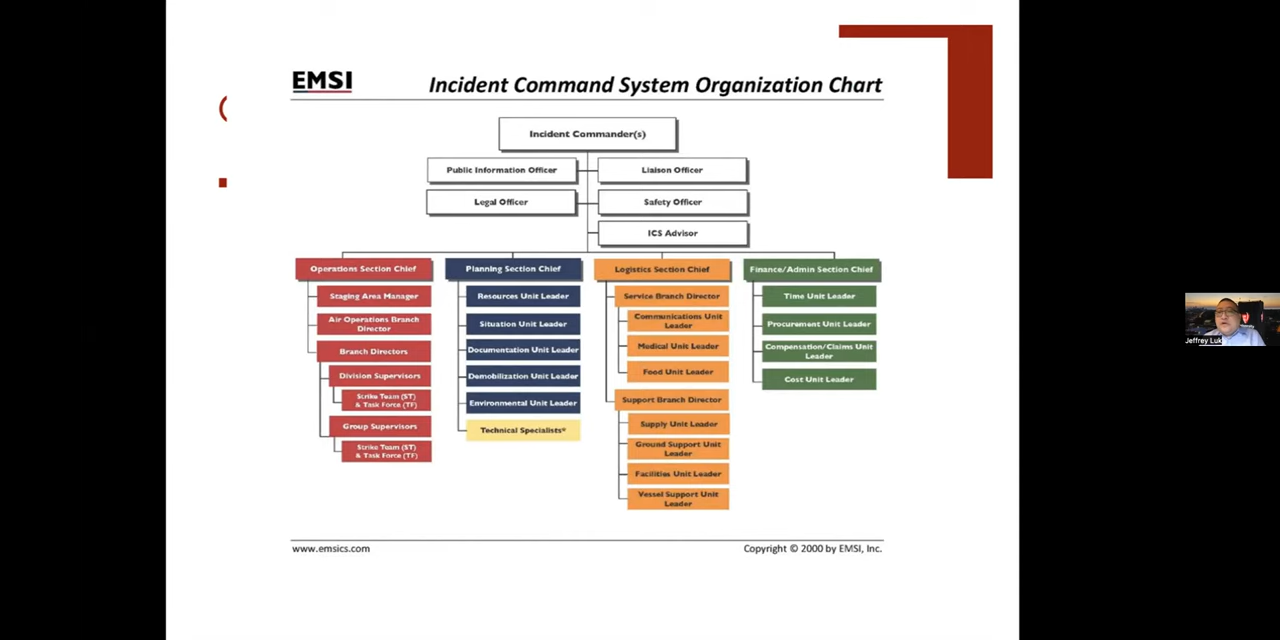 EMSI
Incident Command System Organization Chart
Incident Commander(s)
Public Information Officer
Liaison Officer
Legal Officer
Safety Officer
ICS Advisor
Operations Section Chief
Staging Area Manager
Air Operations Branch
Director
Branch Directors
Division Supervisors
Strike Team (ST)
& Task Force (TF)
Group Supervisors
Strike Team (ST)
& Task Force (TF)
Planning Section Chief
Resources Unit Leader
Situation Unit Leader
Documentation Unit Leader
Demobilization Unit Leader
Environmental Unit Leader
Technical Specialists*
Logistics Section Chief
Service Branch Director
Communications Unit
Leader
Medical Unit Leader
Food Unit Leader
Support Branch Director
Supply Unit Leader
Ground Support Unit
Leader
Facilities Unit Leader
Vessel Support Unit
Leader
Finance/Admin Section Chief
Time Unit Leader
Procurement Unit Leader
Compensation/Claims Unit
Leader
Cost Unit Leader
www.emsics.com
Copyright © 2000 by EMSI, Inc.
Jeffrey Luk